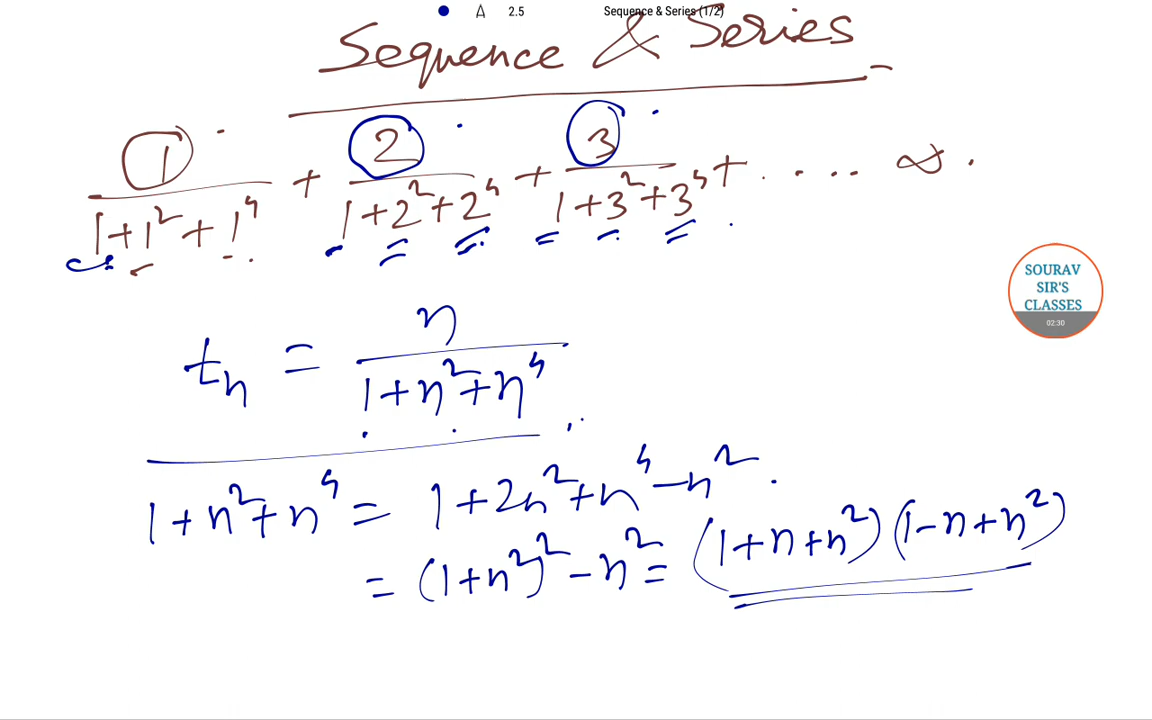 A 2.5 Sequence & Series (1/2)
Sequence & Series
1/(1+1²+1⁴) + 2/(1+2²+2⁴) + 3/(1+3²+3⁴) + ..... ∞.
SOURAV
SIR'S
CLASSES
02:30
tₙ = n/(1+n²+n⁴)
1+n²+n⁴ = 1+2n²+n⁴-n².
= (1+n²)²-n² = (1+n+n²)(1-n+n²)